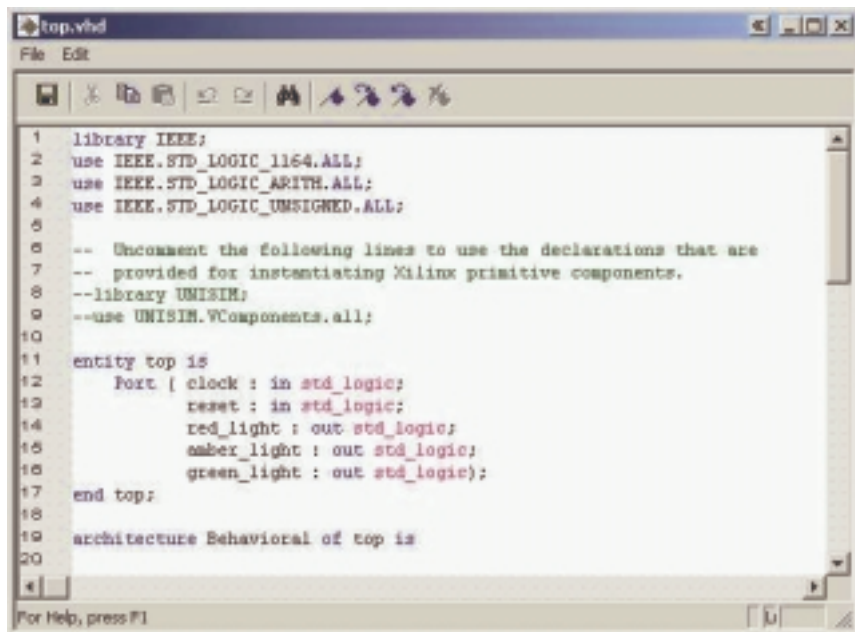 top.vhd
File Edit
1 library IEEE;
2 use IEEE.STD_LOGIC_1164.ALL;
3 use IEEE.STD_LOGIC_ARITH.ALL;
4 use IEEE.STD_LOGIC_UNSIGNED.ALL;
5
6 --  Uncomment the following lines to use the declarations that are
7 --  provided for instantiating Xilinx primitive components.
8 --library UNISIM;
9 --use UNISIM.VComponents.all;
10
11 entity top is
12     Port ( clock : in std_logic;
13            reset : in std_logic;
14            red_light : out std_logic;
15            amber_light : out std_logic;
16            green_light : out std_logic);
17 end top;
18
19 architecture Behavioral of top is
20
For Help, press F1